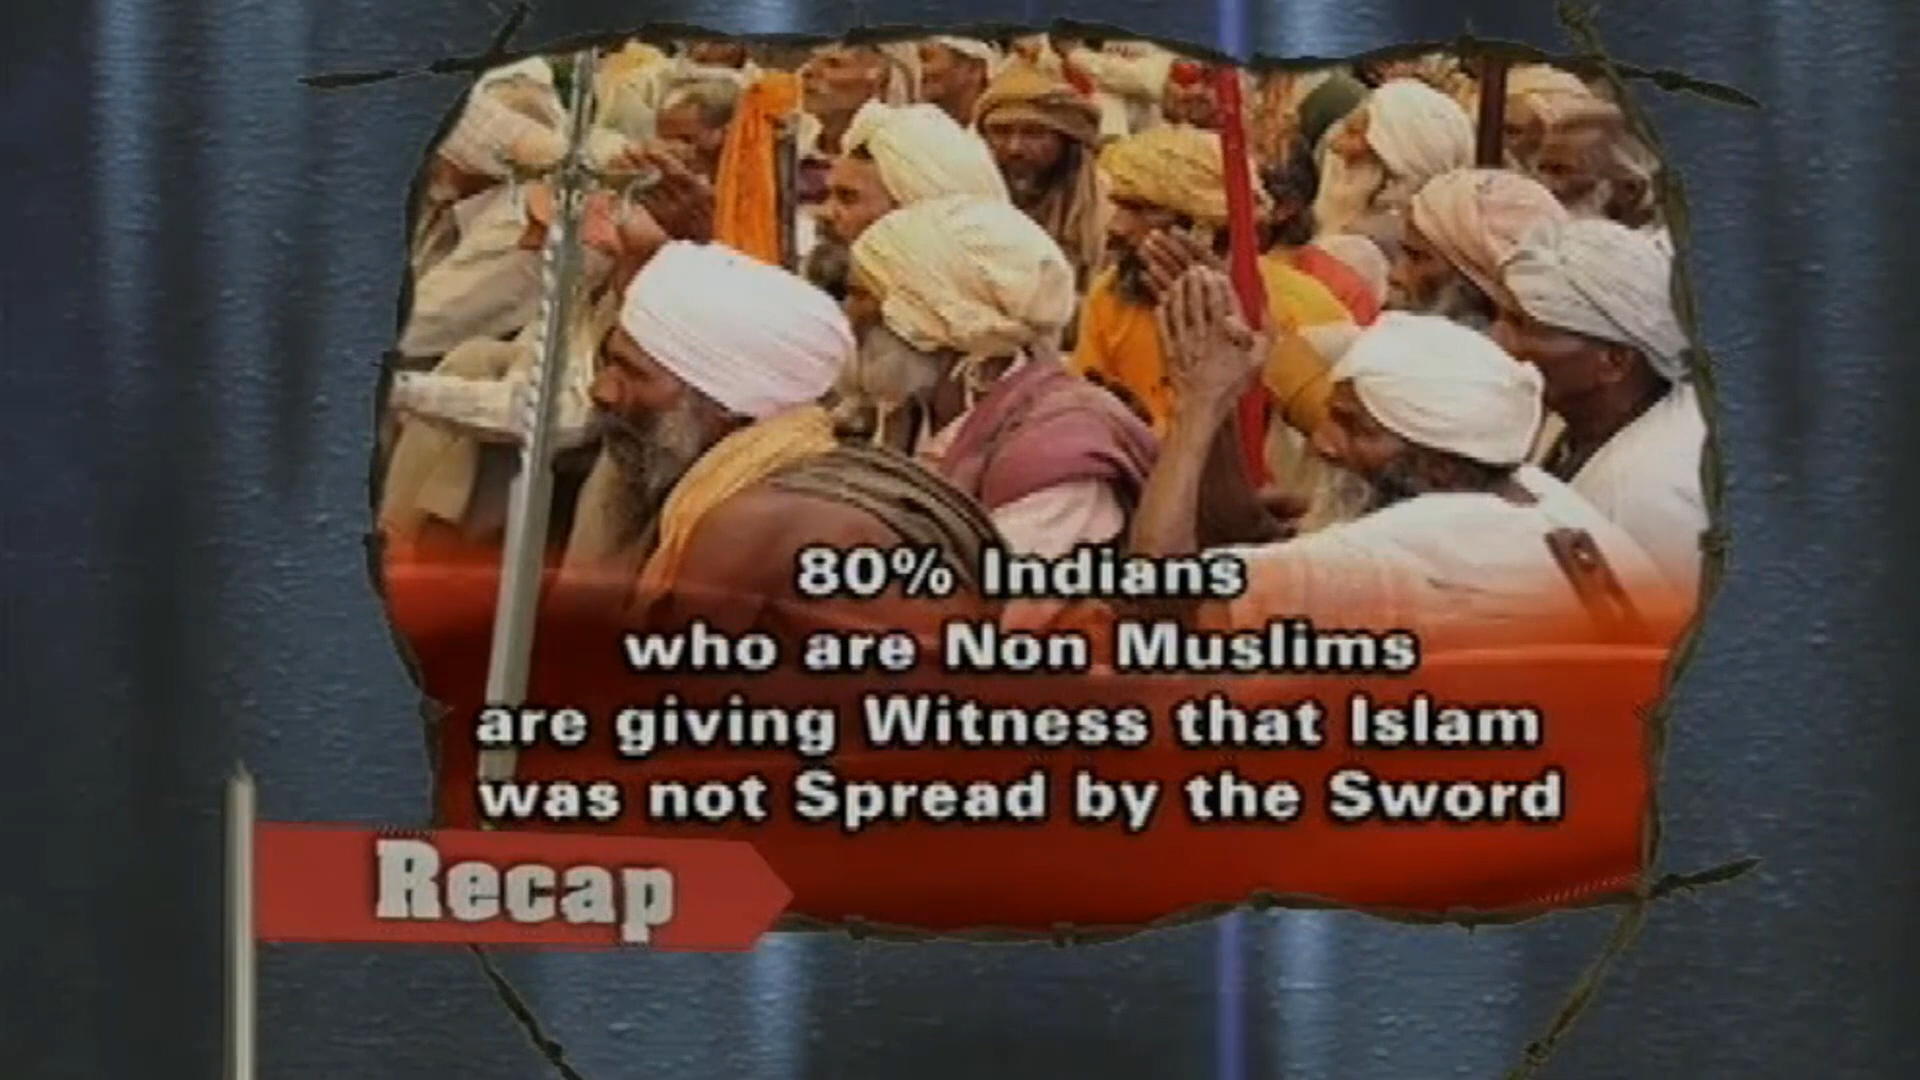 80% Indians
who are Non Muslims
are giving Witness that Islam
was not Spread by the Sword
Recap